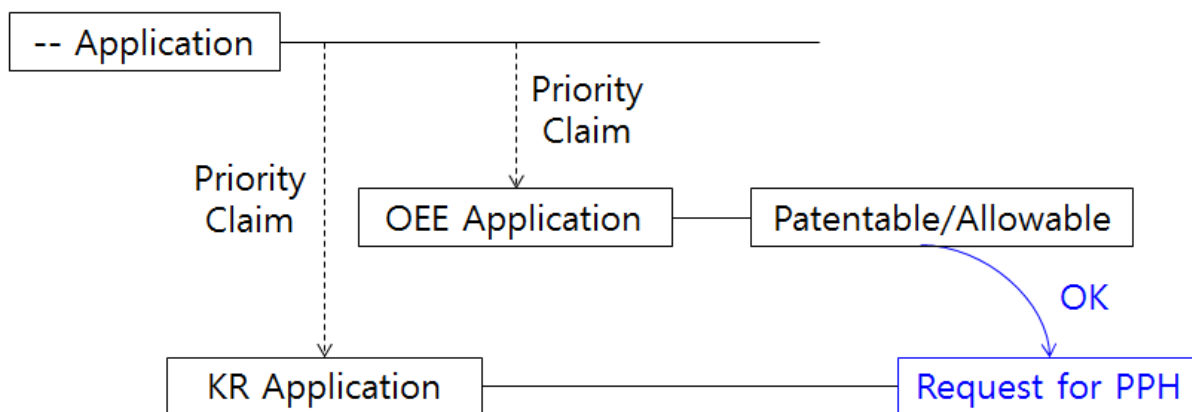 -- Application
Priority
Claim
Priority
Claim
OEE Application
Patentable/Allowable
OK
KR Application
Request for PPH